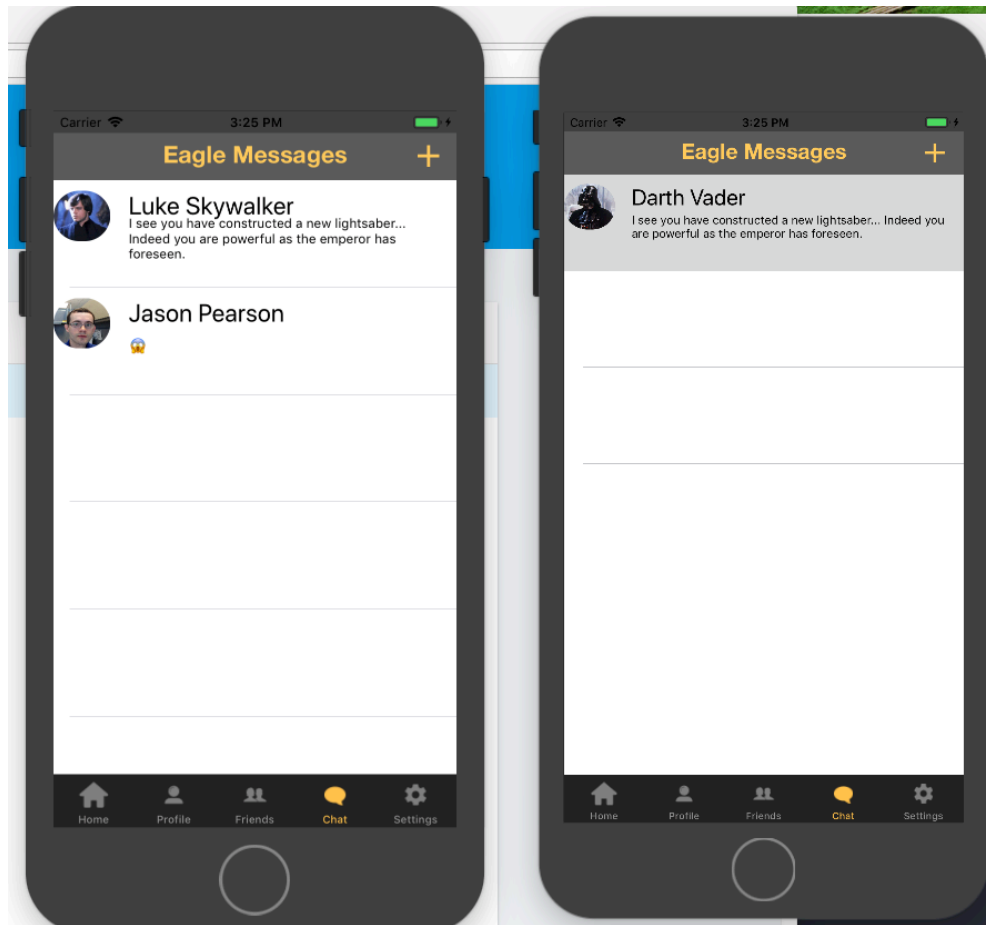 Carrier 3:25 PM
Eagle Messages +
Luke Skywalker
I see you have constructed a new lightsaber...
Indeed you are powerful as the emperor has
foreseen.
Jason Pearson
😱
Home Profile Friends Chat Settings
Carrier 3:25 PM
Eagle Messages +
Darth Vader
I see you have constructed a new lightsaber... Indeed you
are powerful as the emperor has foreseen.
Home Profile Friends Chat Settings